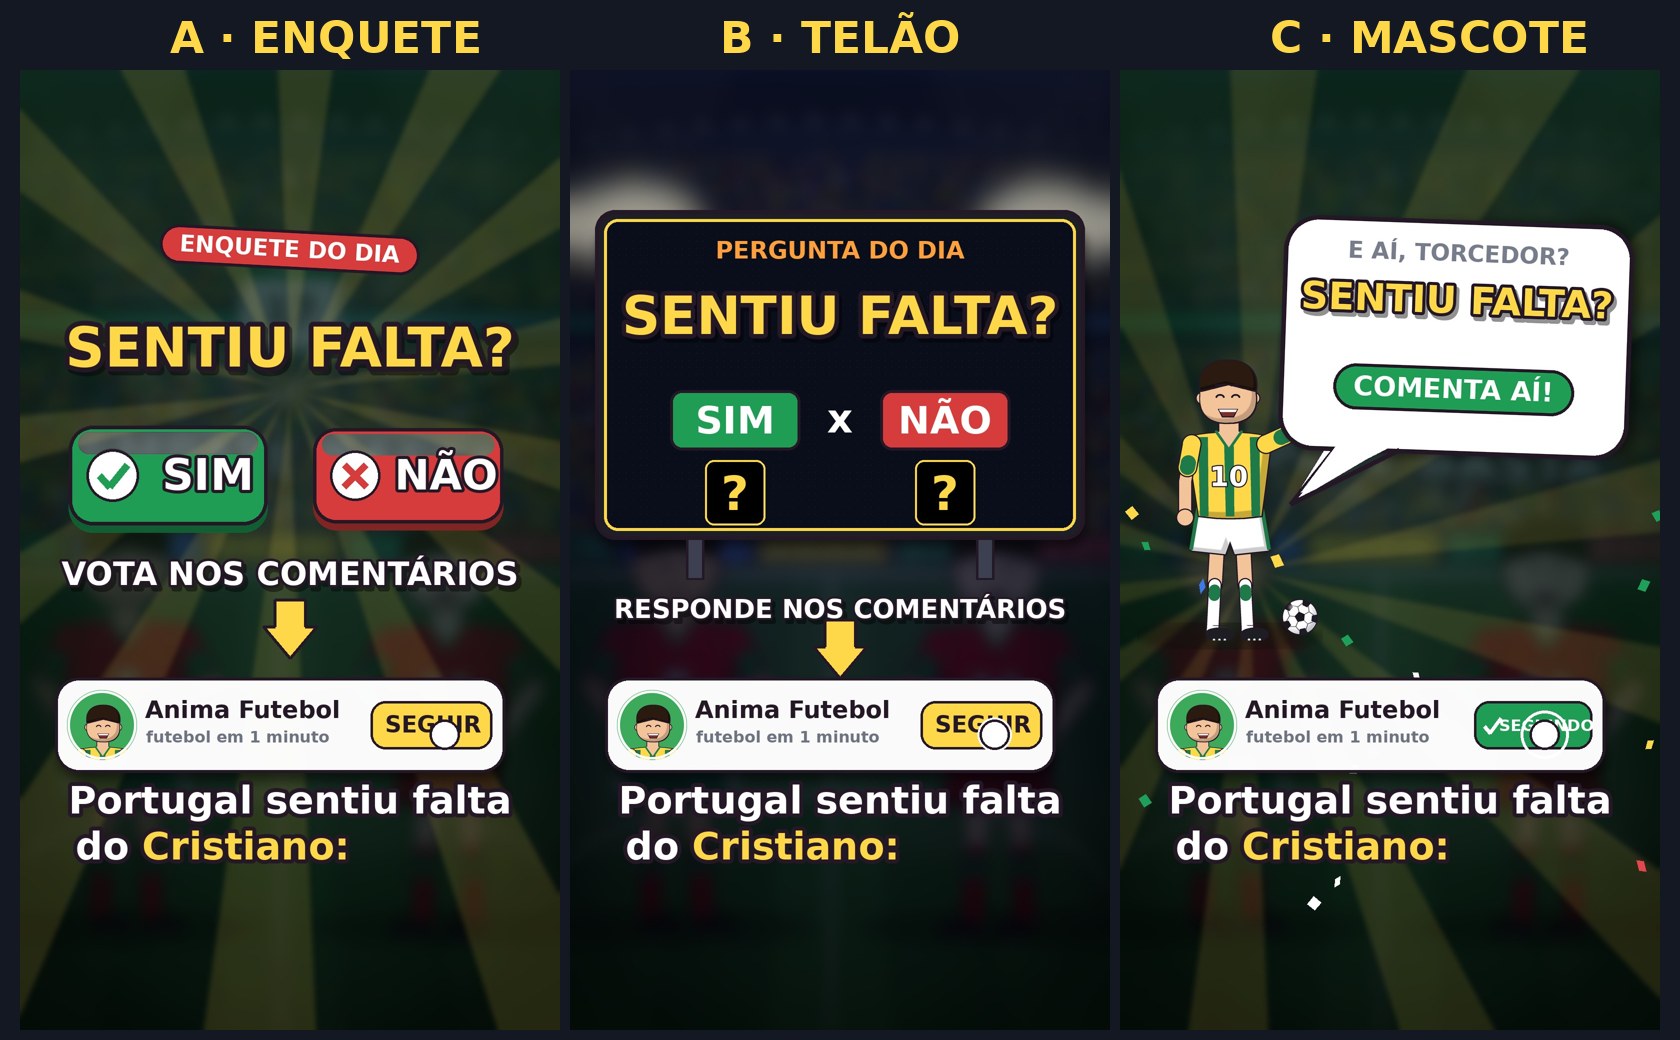 A · ENQUETE
ENQUETE DO DIA
SENTIU FALTA?
SIM
NÃO
VOTA NOS COMENTÁRIOS
Anima Futebol
futebol em 1 minuto
SEGUIR
Portugal sentiu falta
do Cristiano:
B · TELÃO
PERGUNTA DO DIA
SENTIU FALTA?
SIM x NÃO
? ?
RESPONDE NOS COMENTÁRIOS
Anima Futebol
futebol em 1 minuto
SEGUIR
Portugal sentiu falta
do Cristiano:
C · MASCOTE
E AÍ, TORCEDOR?
SENTIU FALTA?
COMENTA AÍ!
10
Anima Futebol
futebol em 1 minuto
SEGUINDO
Portugal sentiu falta
do Cristiano: